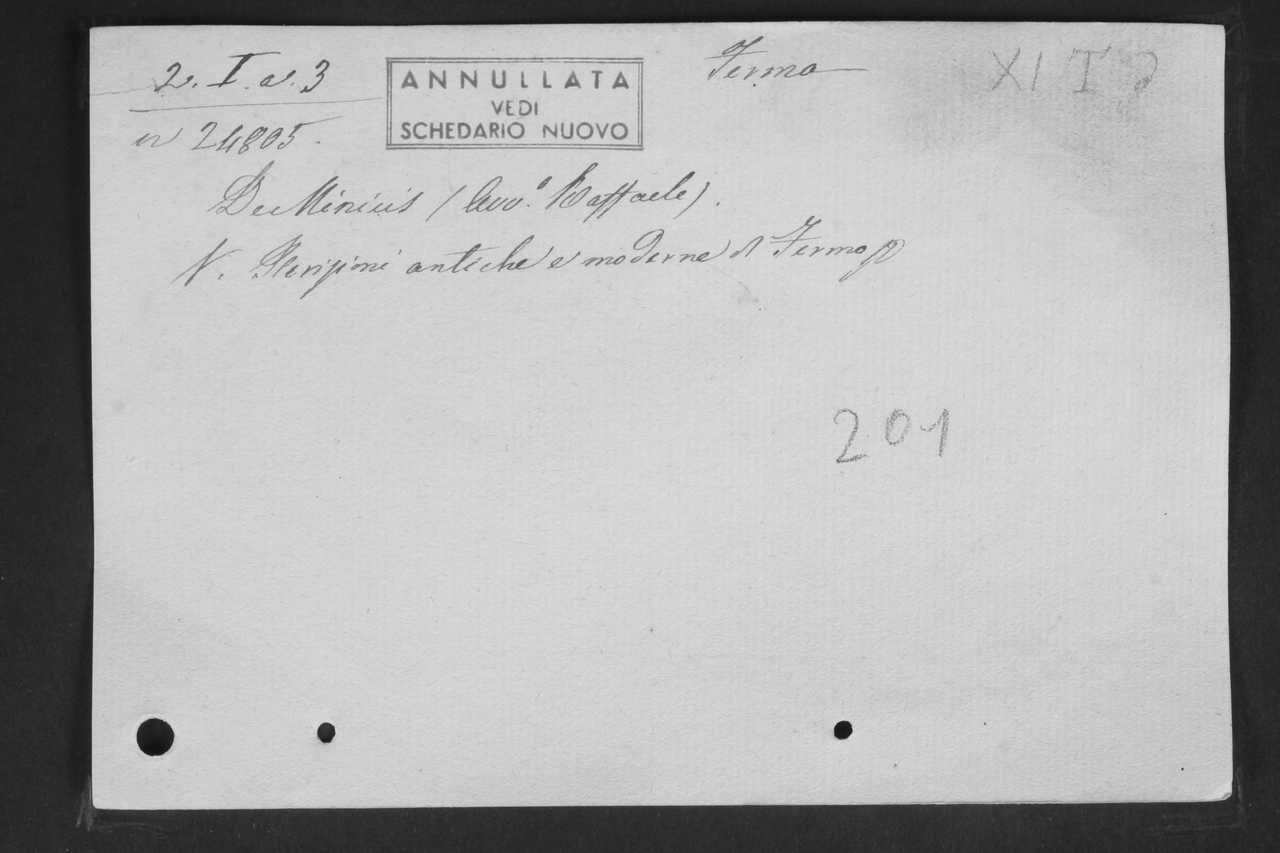 2. I. a. 3
ANNULLATA
VEDI
SCHEDARIO NUOVO
Fermo
XI I
n 24805.
De Minicis (Avv.º Raffaele).
V. Iscrizioni antiche e moderne di Fermo
201